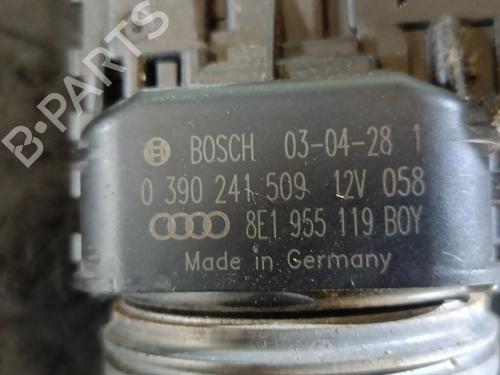 BOSCH 03-04-28 1
0 390 241 509 12V 058
8E1 955 119 BOY
Made in Germany
B-PARTS